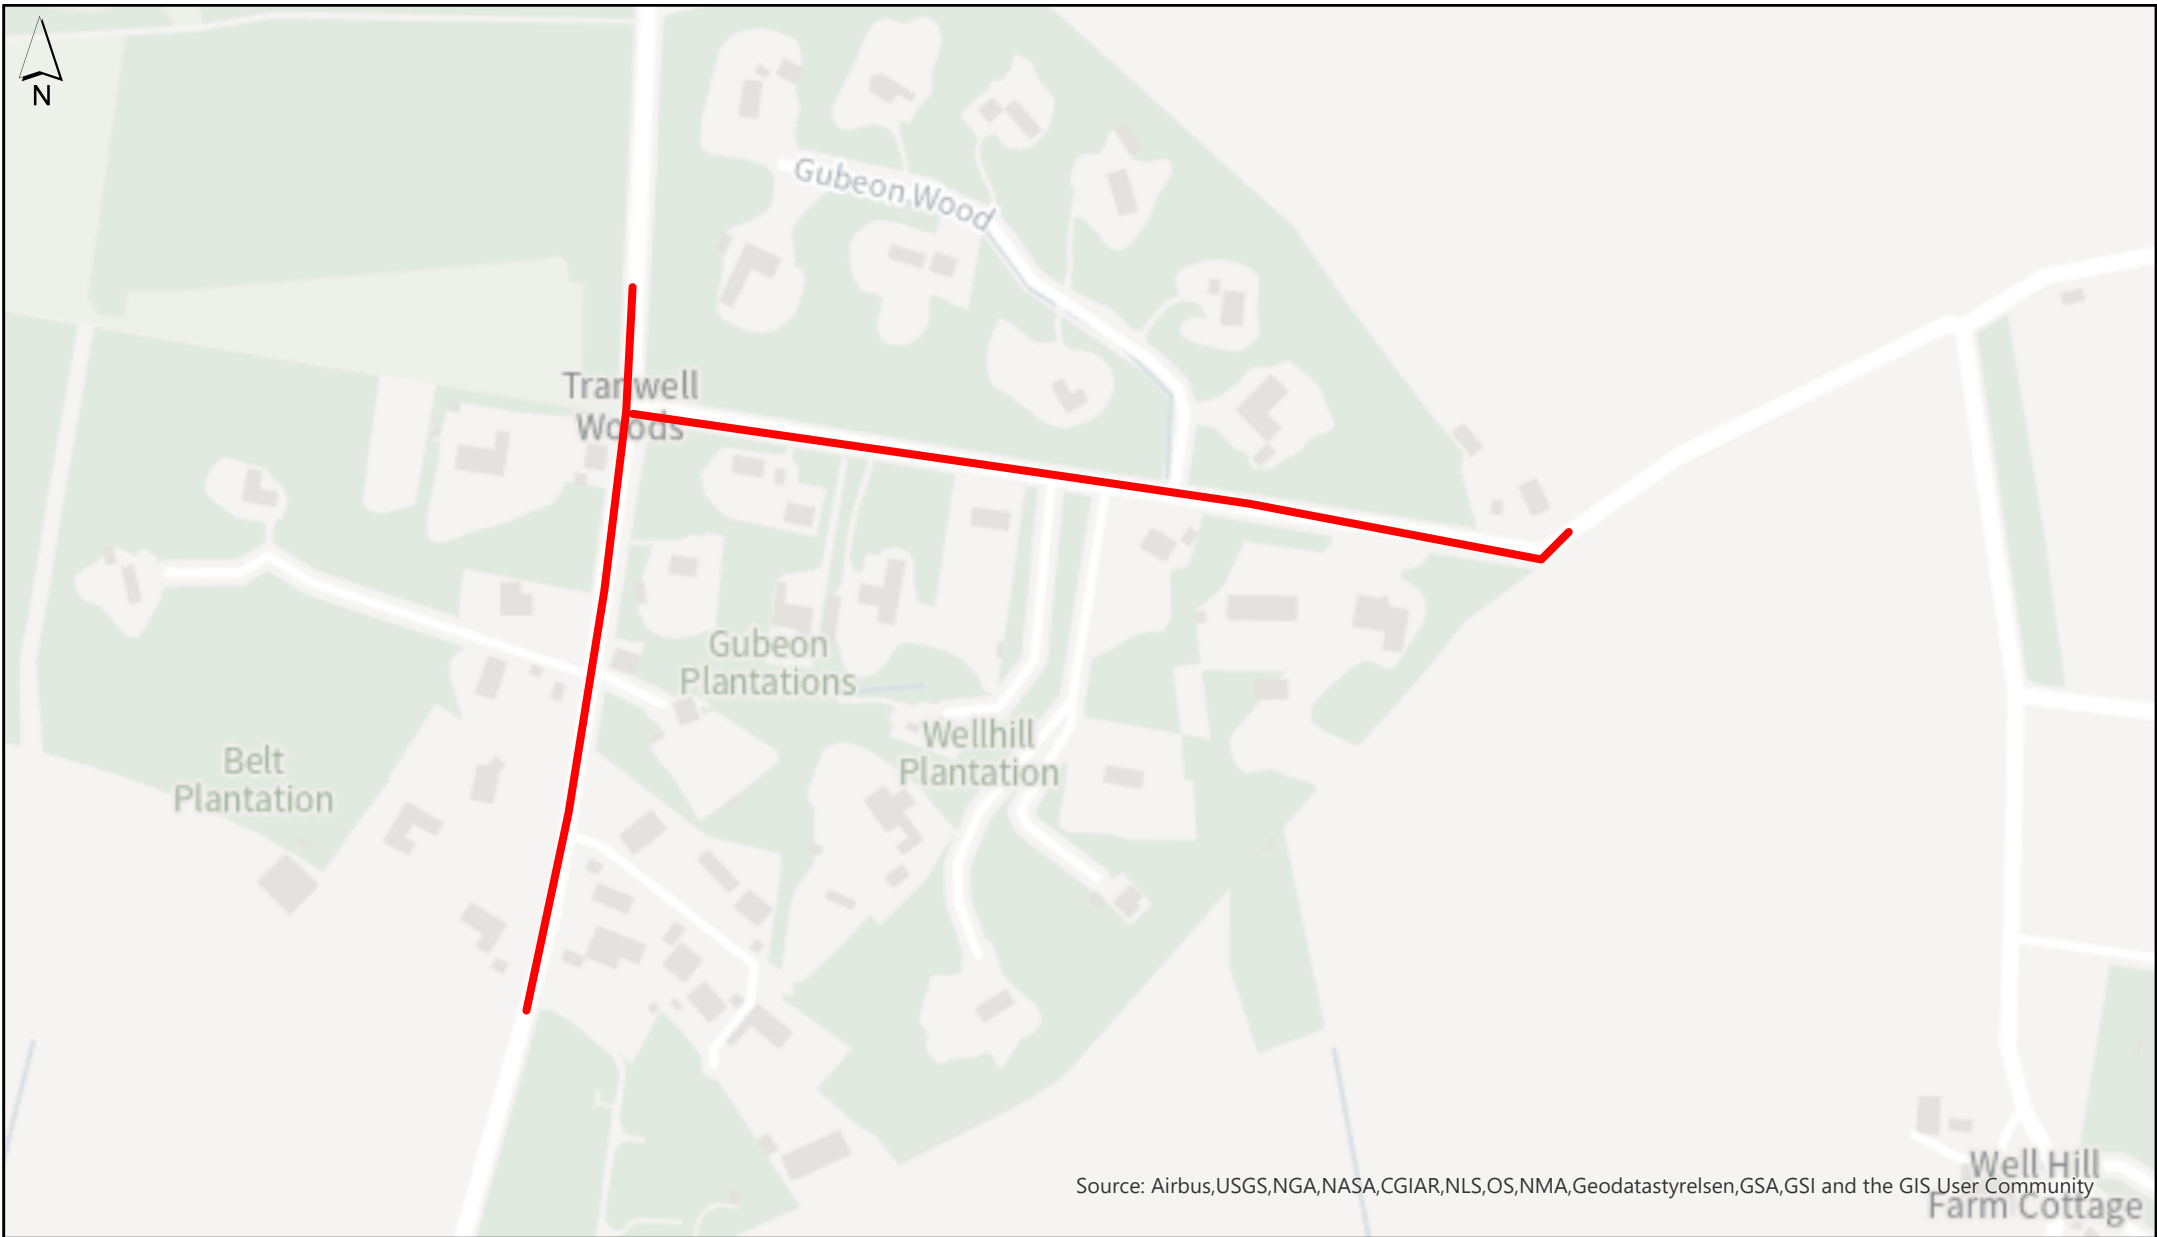 N
Gubeon Wood
Tranwell
Woods
Gubeon
Plantations
Wellhill
Plantation
Belt
Plantation
Well Hill
Source: Airbus,USGS,NGA,NASA,CGIAR,NLS,OS,NMA,Geodatastyrelsen,GSA,GSI and the GIS User Community
Farm Cottage